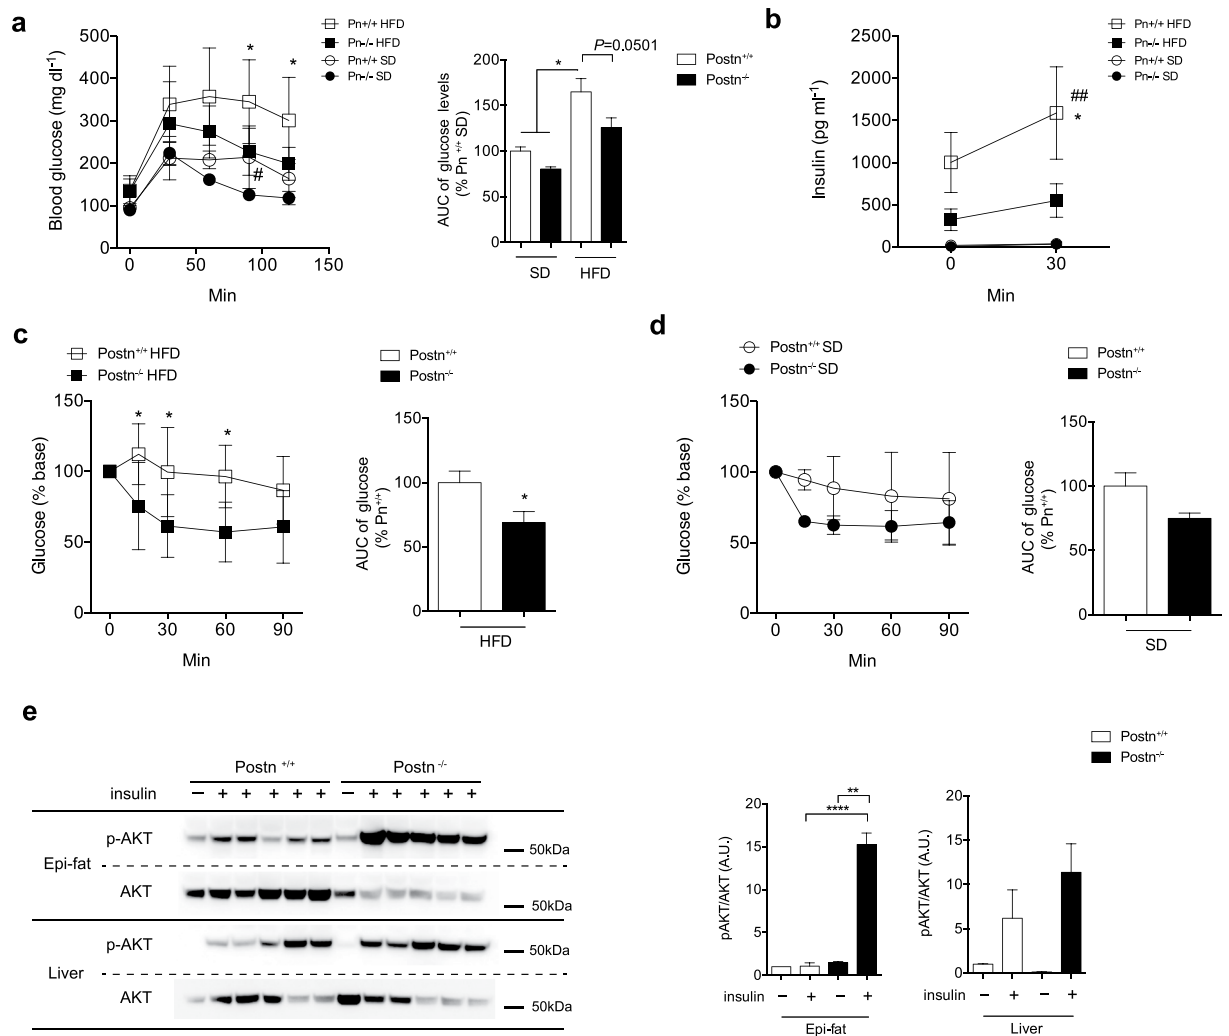 a
Pn+/+ HFD
Pn-/- HFD
Pn+/+ SD
Pn-/- SD
Blood glucose (mg dl-1)
500
400
300
200
100
0
* *
#
0 50 100 150
Min
AUC of glucose levels
(% Pn +/+ SD)
200
150
100
50
0
* P=0.0501
SD HFD
Postn+/+
Postn-/-
b
Pn+/+ HFD
Pn-/- HFD
Pn+/+ SD
Pn-/- SD
Insulin (pg ml-1)
2500
2000
1500
1000
500
0
##
*
0 30
Min
c
Postn+/+ HFD
Postn-/- HFD
Glucose (% base)
150
100
50
0
* * *
0 30 60 90
Min
Postn+/+
Postn-/-
AUC of glucose
(% Pn+/+)
150
100
50
0
*
HFD
d
Postn+/+ SD
Postn-/- SD
Glucose (% base)
150
100
50
0
0 30 60 90
Min
Postn+/+
Postn-/-
AUC of glucose
(% Pn+/+)
150
100
50
0
SD
e
Postn +/+ Postn -/-
insulin − + + + + + − + + + + +
Epi-fat
p-AKT 50kDa
AKT 50kDa
Liver
p-AKT 50kDa
AKT 50kDa
Postn+/+
Postn-/-
pAKT/AKT (A.U.)
20
15
10
5
0
**
****
insulin − + − +
Epi-fat
pAKT/AKT (A.U.)
20
15
10
5
0
insulin − + − +
Liver